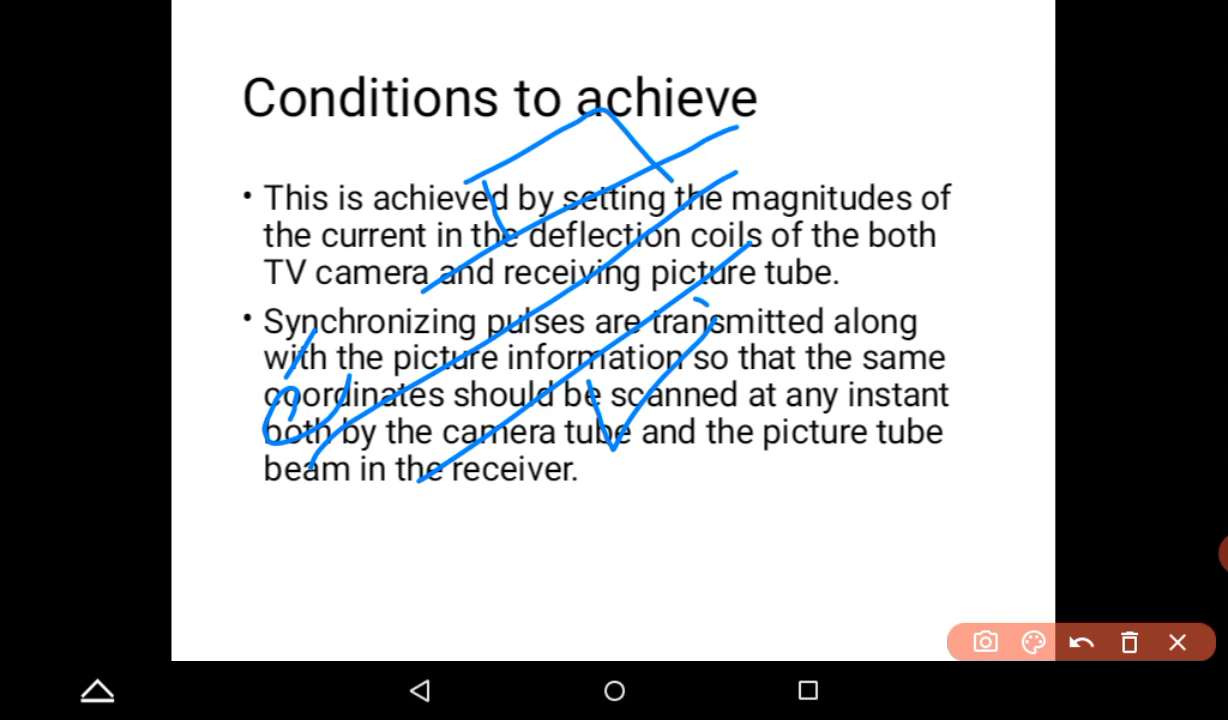 Conditions to achieve
• This is achieved by setting the magnitudes of
the current in the deflection coils of the both
TV camera and receiving picture tube.
• Synchronizing pulses are transmitted along
with the picture information so that the same
coordinates should be scanned at any instant
both by the camera tube and the picture tube
beam in the receiver.